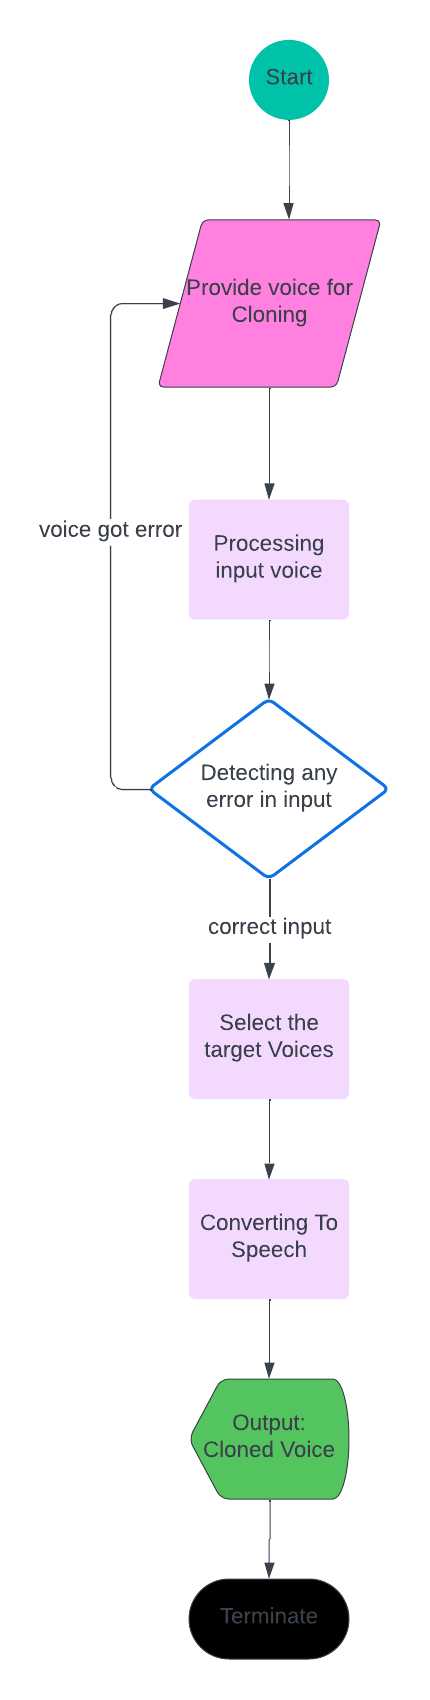 Start
Provide voice for
Cloning
voice got error
Processing
input voice
Detecting any
error in input
correct input
Select the
target Voices
Converting To
Speech
Output:
Cloned Voice
Terminate